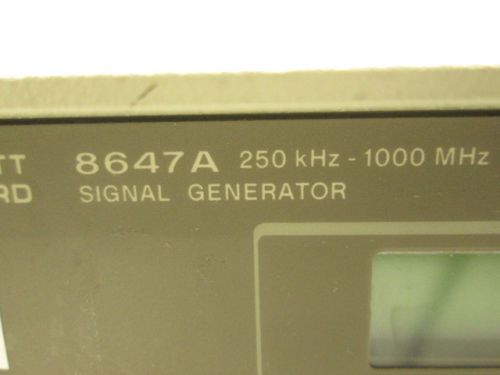 TT 8647A 250 kHz - 1000 MHz
RD SIGNAL GENERATOR